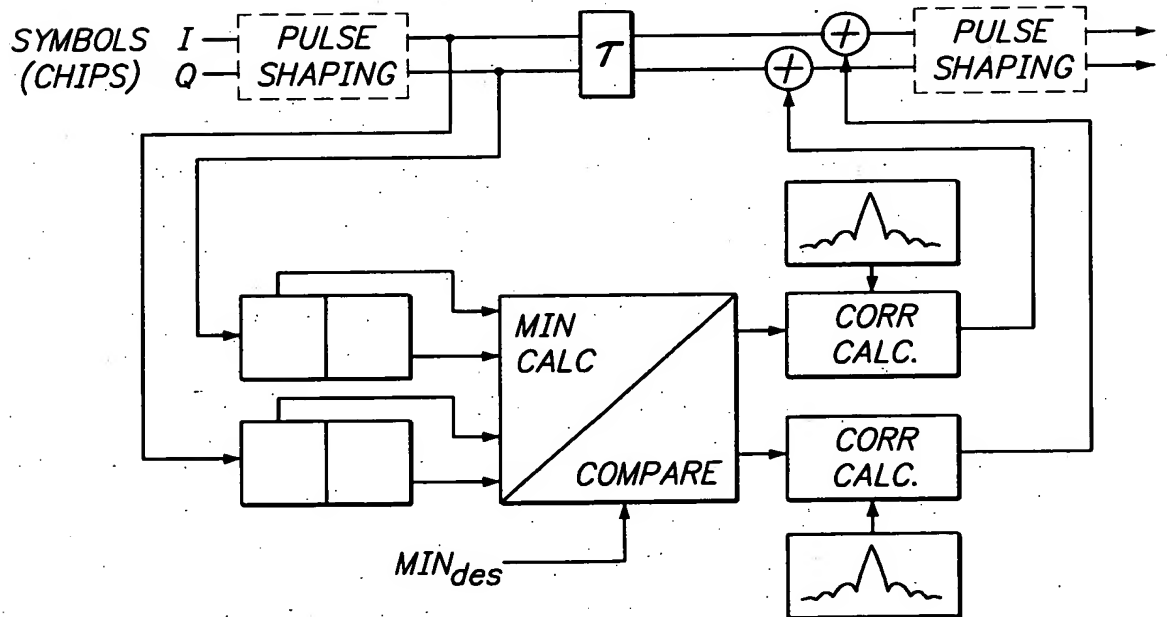 SYMBOLS I
(CHIPS) Q
PULSE
SHAPING
τ
PULSE
SHAPING
MIN
CALC
COMPARE
CORR
CALC.
CORR
CALC.
MINdes